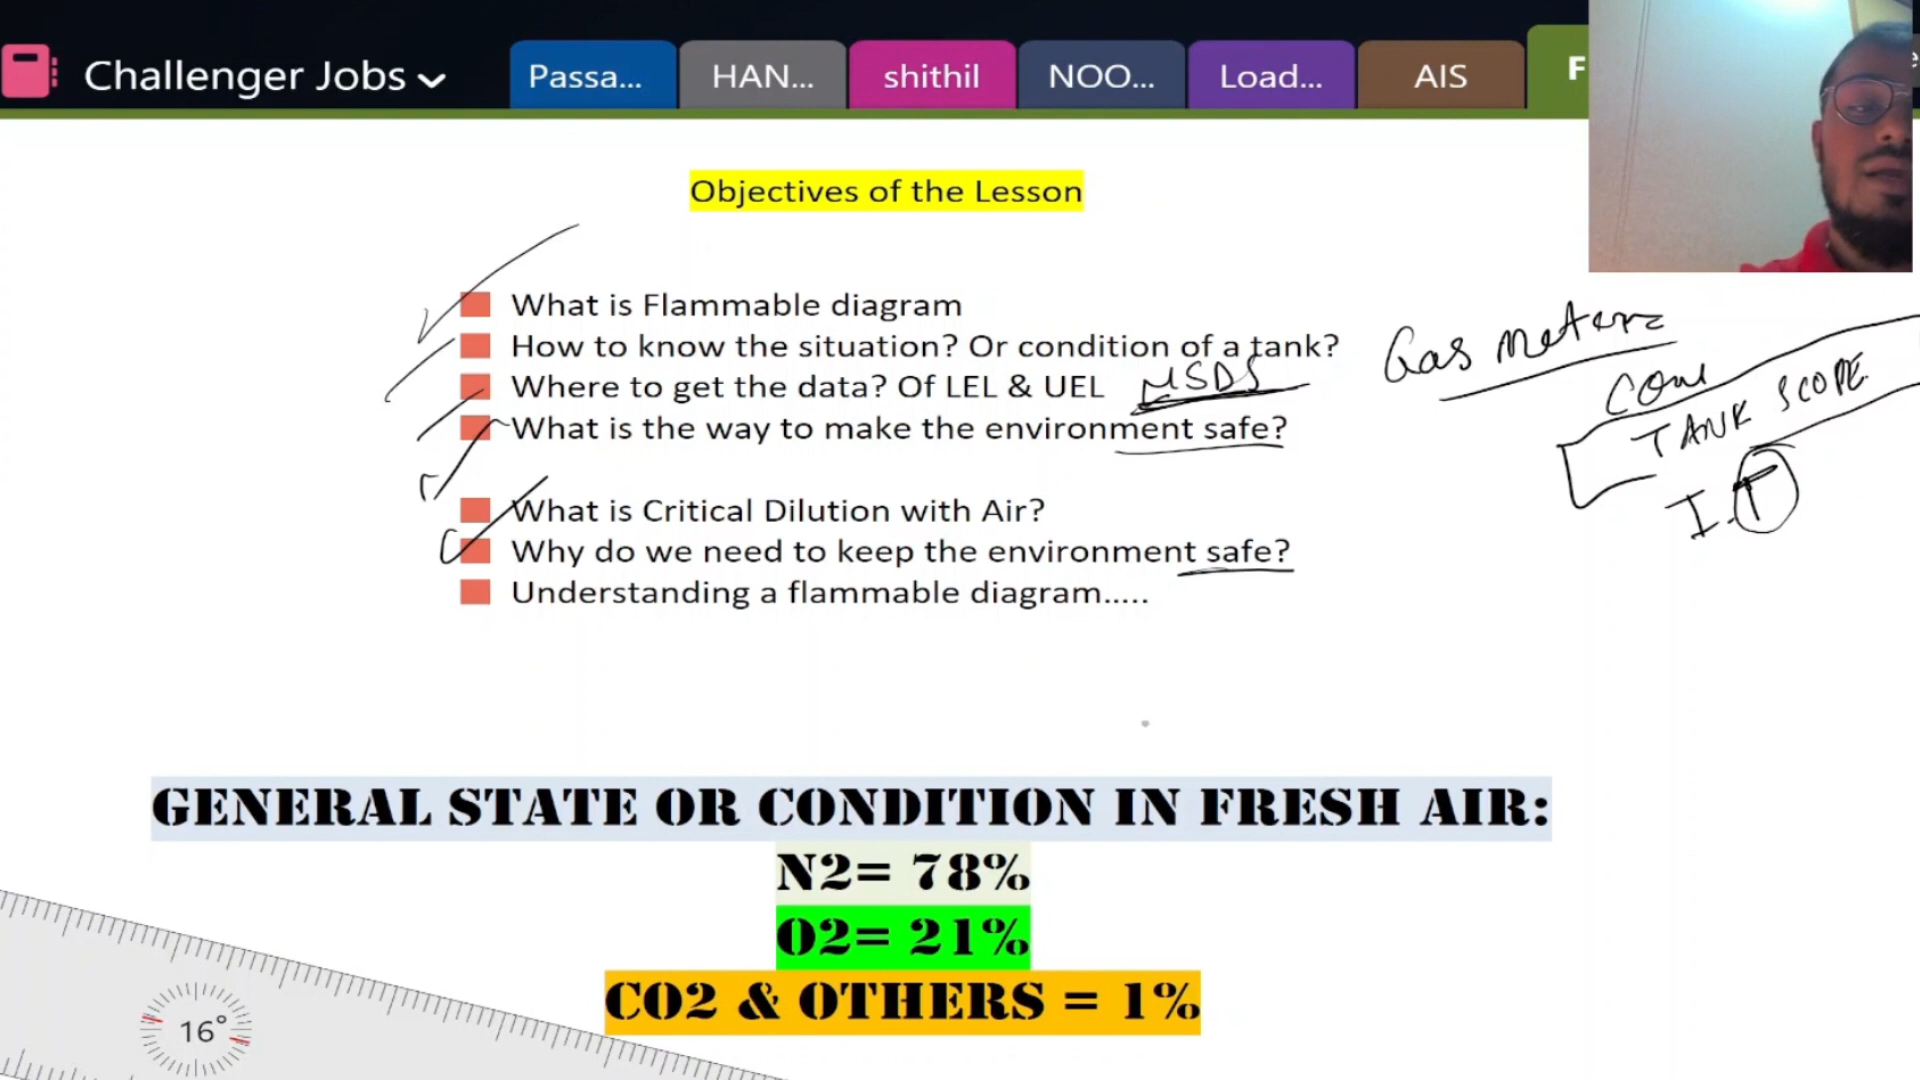 Challenger Jobs
Passa... HAN... shithil NOO... Load... AIS F
Objectives of the Lesson
What is Flammable diagram
How to know the situation? Or condition of a tank? Gas Meters
Where to get the data? Of LEL & UEL MSDS
TANK SCOPE
What is the way to make the environment safe?
What is Critical Dilution with Air?
Why do we need to keep the environment safe?
Understanding a flammable diagram.....
GENERAL STATE OR CONDITION IN FRESH AIR:
N2= 78%
O2= 21%
CO2 & OTHERS = 1%
16°